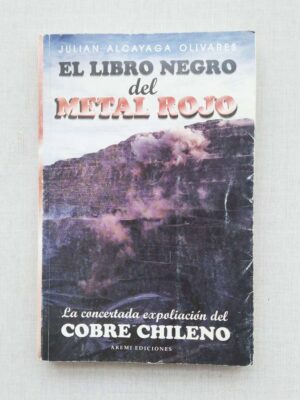 JULIAN ALCAYAGA OLIVARES
EL LIBRO NEGRO
del
METAL ROJO
La concertada expoliación del
COBRE CHILENO
AREMI EDICIONES